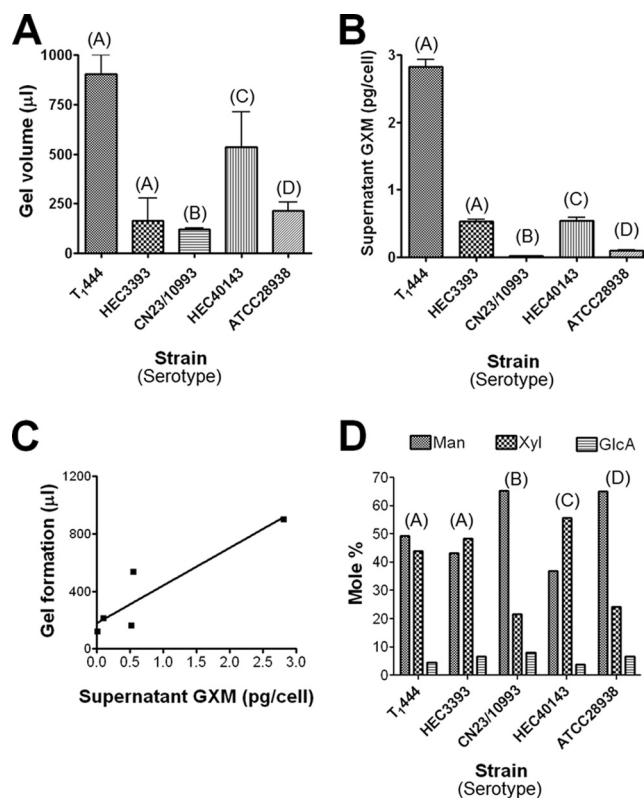 A
Gel volume (µl)
1000
750
500
250
0
(A)
(A)
(B)
(C)
(D)
T₁444
HEC3393
CN23/10993
HEC40143
ATCC28938
Strain
(Serotype)
B
Supernatant GXM (pg/cell)
3
2
1
0
(A)
(A)
(B)
(C)
(D)
T₁444
HEC3393
CN23/10993
HEC40143
ATCC28938
Strain
(Serotype)
C
Gel formation (µl)
1200
800
400
0
0.0 0.5 1.0 1.5 2.0 2.5 3.0
Supernatant GXM (pg/cell)
D
Man Xyl GlcA
Mole %
70
60
50
40
30
20
10
0
(A)
(A)
(B)
(C)
(D)
T₁444
HEC3393
CN23/10993
HEC40143
ATCC28938
Strain
(Serotype)